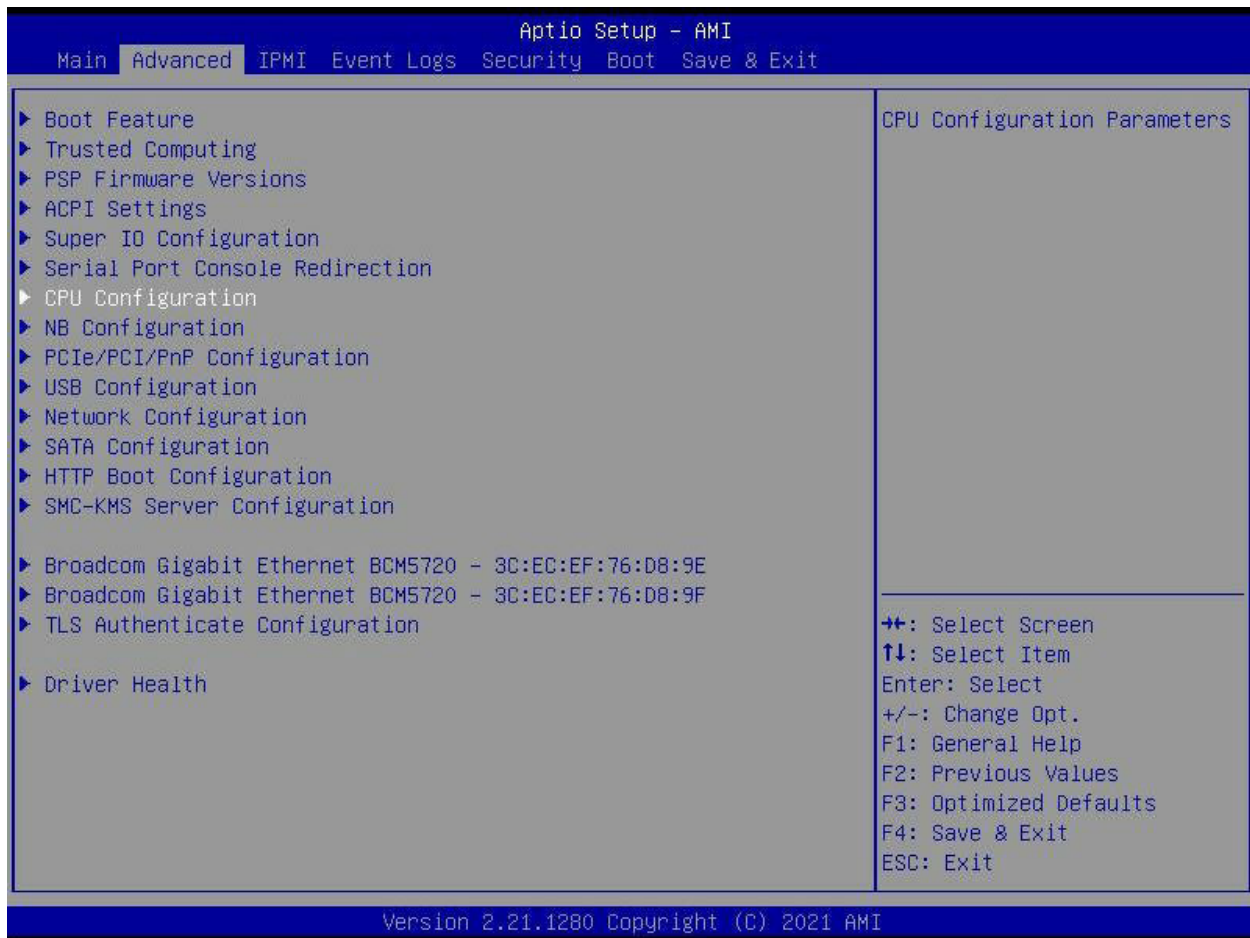 Aptio Setup – AMI
Main Advanced IPMI Event Logs Security Boot Save & Exit
▶ Boot Feature
▶ Trusted Computing
▶ PSP Firmware Versions
▶ ACPI Settings
▶ Super IO Configuration
▶ Serial Port Console Redirection
▶ CPU Configuration
▶ NB Configuration
▶ PCIe/PCI/PnP Configuration
▶ USB Configuration
▶ Network Configuration
▶ SATA Configuration
▶ HTTP Boot Configuration
▶ SMC-KMS Server Configuration
▶ Broadcom Gigabit Ethernet BCM5720 – 3C:EC:EF:76:D8:9E
▶ Broadcom Gigabit Ethernet BCM5720 – 3C:EC:EF:76:D8:9F
▶ TLS Authenticate Configuration
▶ Driver Health
CPU Configuration Parameters
→←: Select Screen
↑↓: Select Item
Enter: Select
+/-: Change Opt.
F1: General Help
F2: Previous Values
F3: Optimized Defaults
F4: Save & Exit
ESC: Exit
Version 2.21.1280 Copyright (C) 2021 AMI